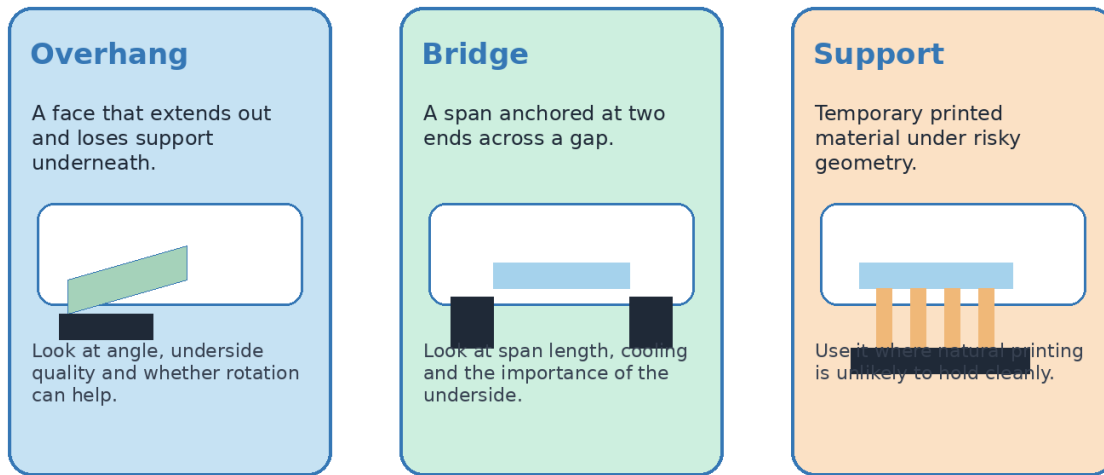 Overhang
A face that extends out
and loses support
underneath.
Look at angle, underside
quality and whether rotation
can help.
Bridge
A span anchored at two
ends across a gap.
Look at span length, cooling
and the importance of the
underside.
Support
Temporary printed
material under risky
geometry.
Use it where natural printing
is unlikely to hold cleanly.